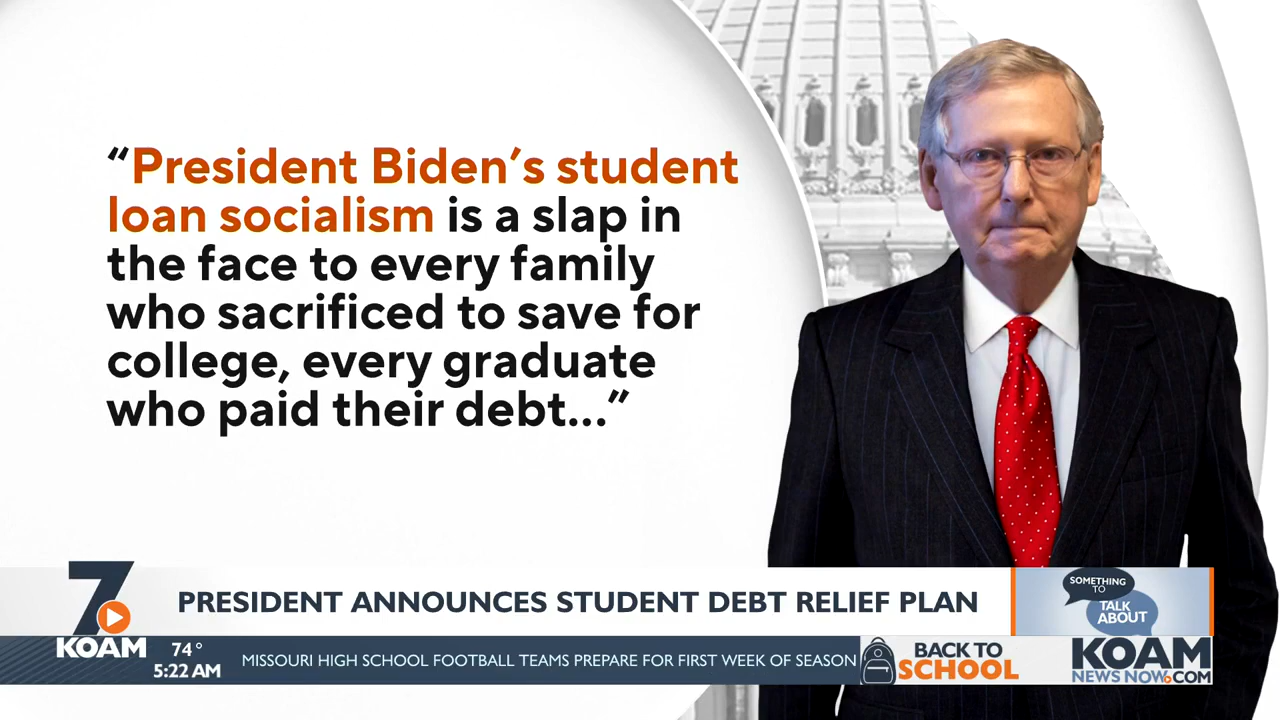 “President Biden’s student
loan socialism is a slap in
the face to every family
who sacrificed to save for
college, every graduate
who paid their debt...”
7
KOAM
PRESIDENT ANNOUNCES STUDENT DEBT RELIEF PLAN
SOMETHING
TO
TALK
ABOUT
74°
5:22 AM
MISSOURI HIGH SCHOOL FOOTBALL TEAMS PREPARE FOR FIRST WEEK OF SEASON
BACK TO
SCHOOL
KOAM
NEWS NOW.COM